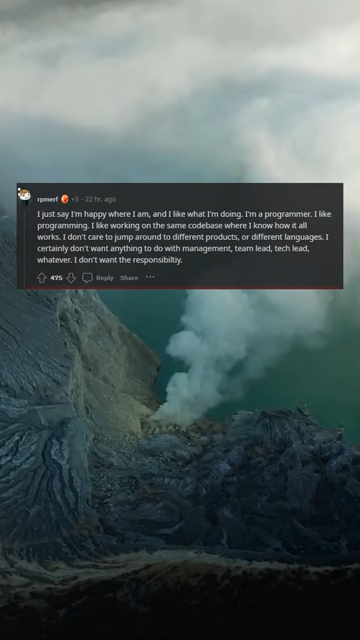 rpmerf +3 · 22 hr. ago
I just say I'm happy where I am, and I like what I'm doing. I'm a programmer. I like
programming. I like working on the same codebase where I know how it all
works. I don't care to jump around to different products, or different languages. I
certainly don't want anything to do with management, team lead, tech lead,
whatever. I don't want the responsibiltiy.
475 Reply Share ···